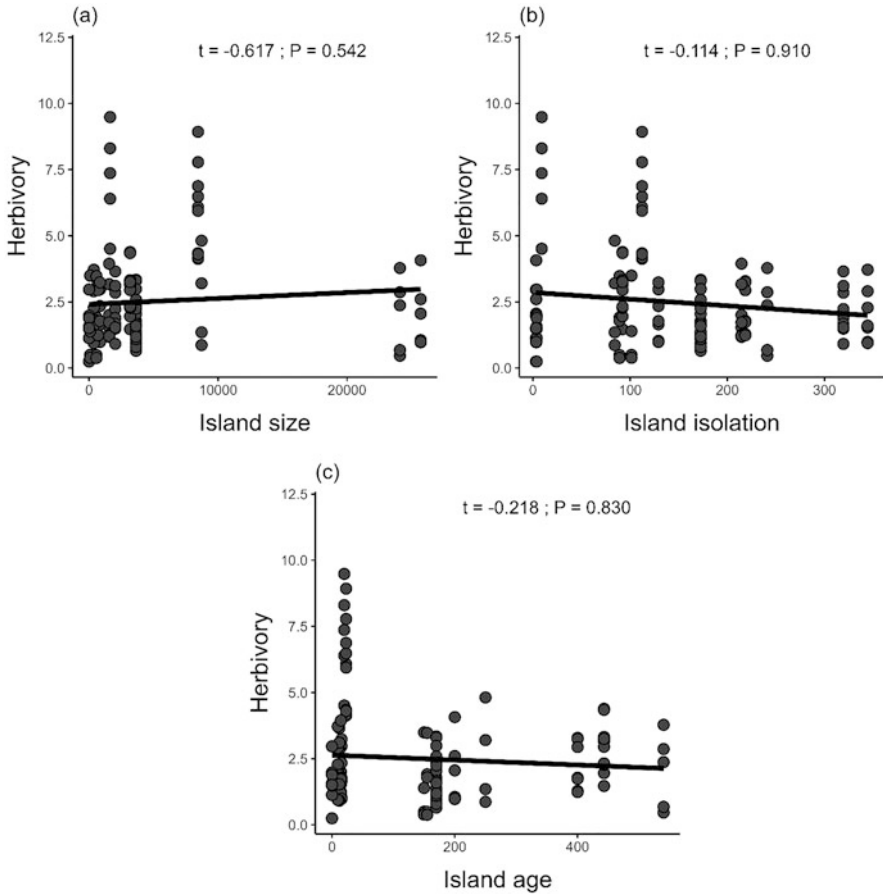 (a)
t = -0.617 ; P = 0.542
12.5
10.0
7.5
5.0
2.5
0.0
Herbivory
0 10000 20000
Island size
(b)
t = -0.114 ; P = 0.910
12.5
10.0
7.5
5.0
2.5
0.0
Herbivory
0 100 200 300
Island isolation
(c)
t = -0.218 ; P = 0.830
12.5
10.0
7.5
5.0
2.5
0.0
Herbivory
0 200 400
Island age